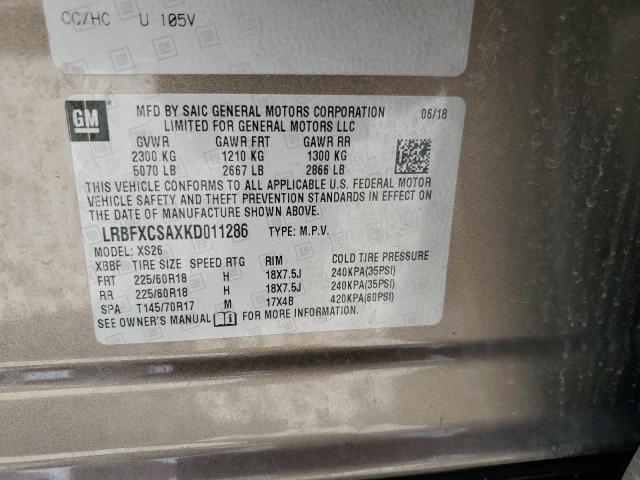 CC/HC U 105V
GM
MFD BY SAIC GENERAL MOTORS CORPORATION 06/18
LIMITED FOR GENERAL MOTORS LLC
GVWR GAWR FRT GAWR RR
2300 KG 1210 KG 1300 KG
5070 LB 2667 LB 2866 LB
THIS VEHICLE CONFORMS TO ALL APPLICABLE U.S. FEDERAL MOTOR
VEHICLE SAFETY AND THEFT PREVENTION STANDARDS IN EFFECT ON
THE DATE OF MANUFACTURE SHOWN ABOVE.
LRBFXCSAXKD011286 TYPE: M.P.V.
MODEL: XS26
XBBF TIRE SIZE SPEED RTG RIM COLD TIRE PRESSURE
FRT 225/60R18 H 18X7.5J 240KPA(35PSI)
RR 225/60R18 H 18X7.5J 240KPA(35PSI)
SPA T145/70R17 M 17X4B 420KPA(60PSI)
SEE OWNER'S MANUAL FOR MORE INFORMATION.